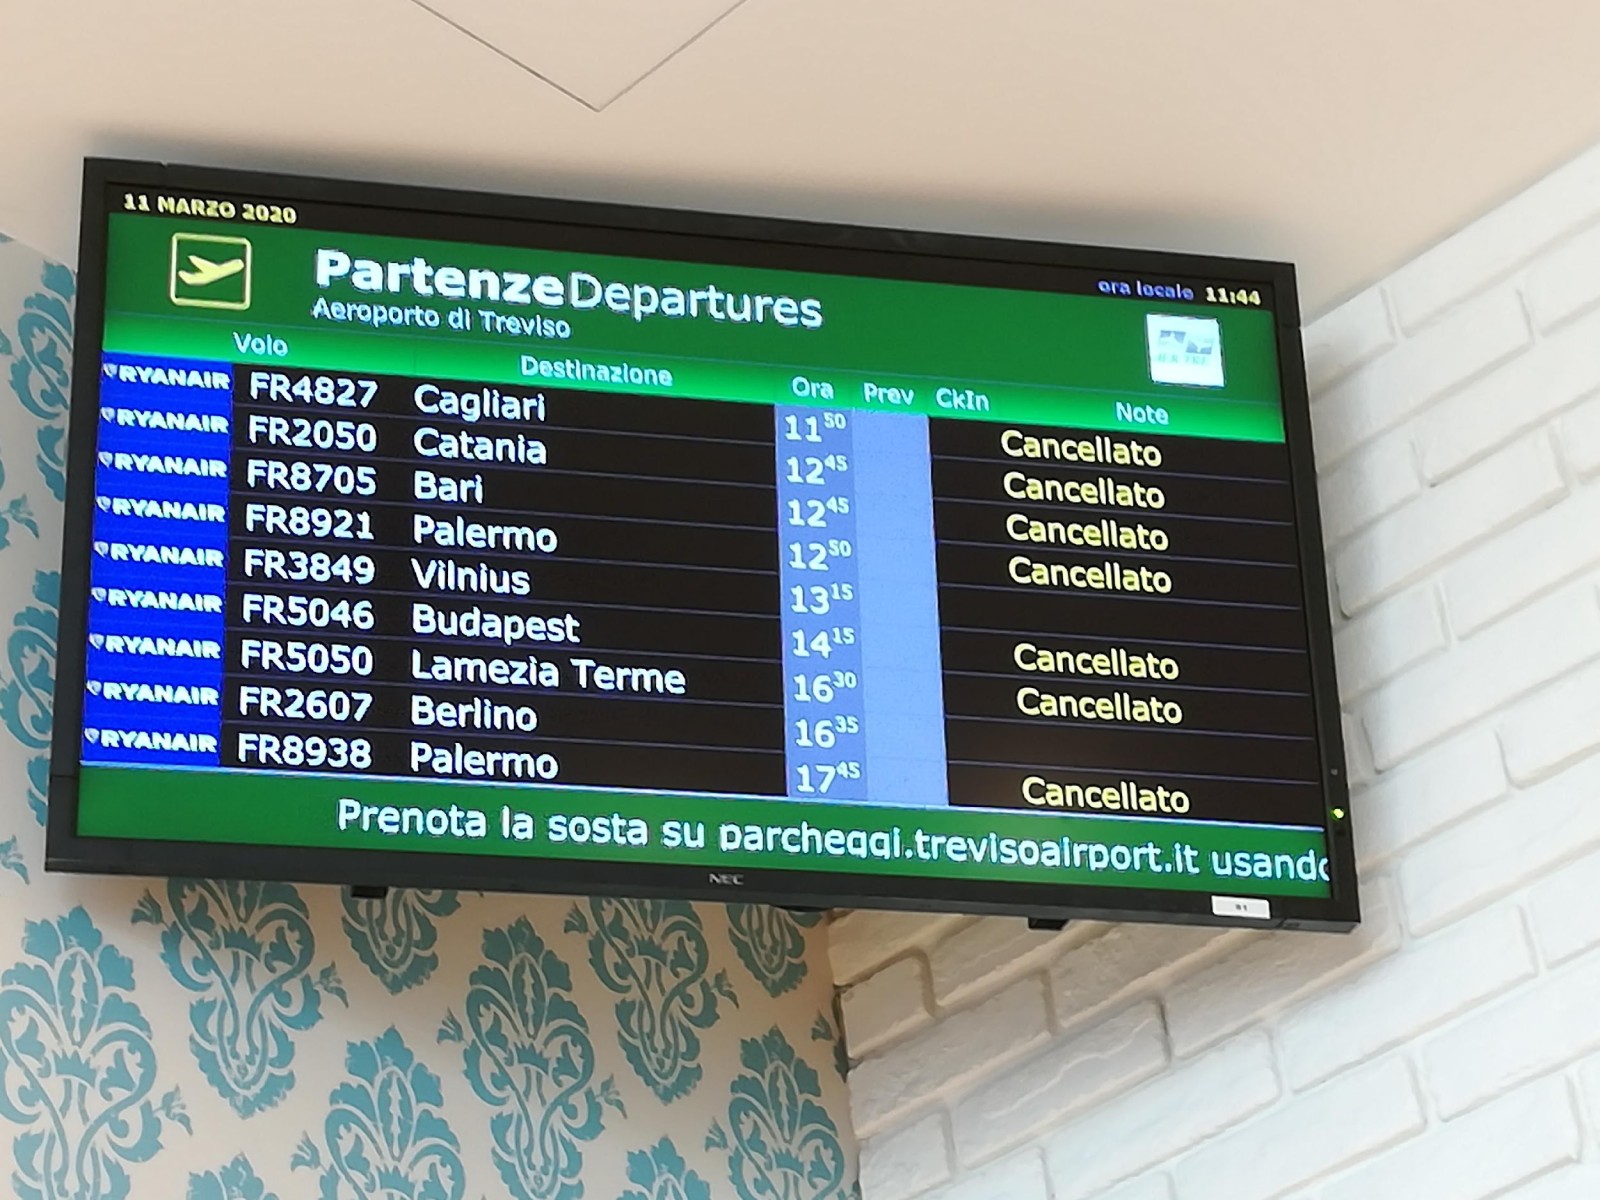 11 MARZO 2020
ora locale 11:44
PartenzeDepartures
Aeroporto di Treviso
Volo Destinazione Ora Prev CkIn Note
RYANAIR FR4827 Cagliari 11 50 Cancellato
RYANAIR FR2050 Catania 12 45 Cancellato
RYANAIR FR8705 Bari 12 45 Cancellato
RYANAIR FR8921 Palermo 12 50 Cancellato
RYANAIR FR3849 Vilnius 13 15
RYANAIR FR5046 Budapest 14 15 Cancellato
RYANAIR FR5050 Lamezia Terme 16 30 Cancellato
RYANAIR FR2607 Berlino 16 35
RYANAIR FR8938 Palermo 17 45 Cancellato
Prenota la sosta su parcheggi.trevisoairport.it usando
NEC